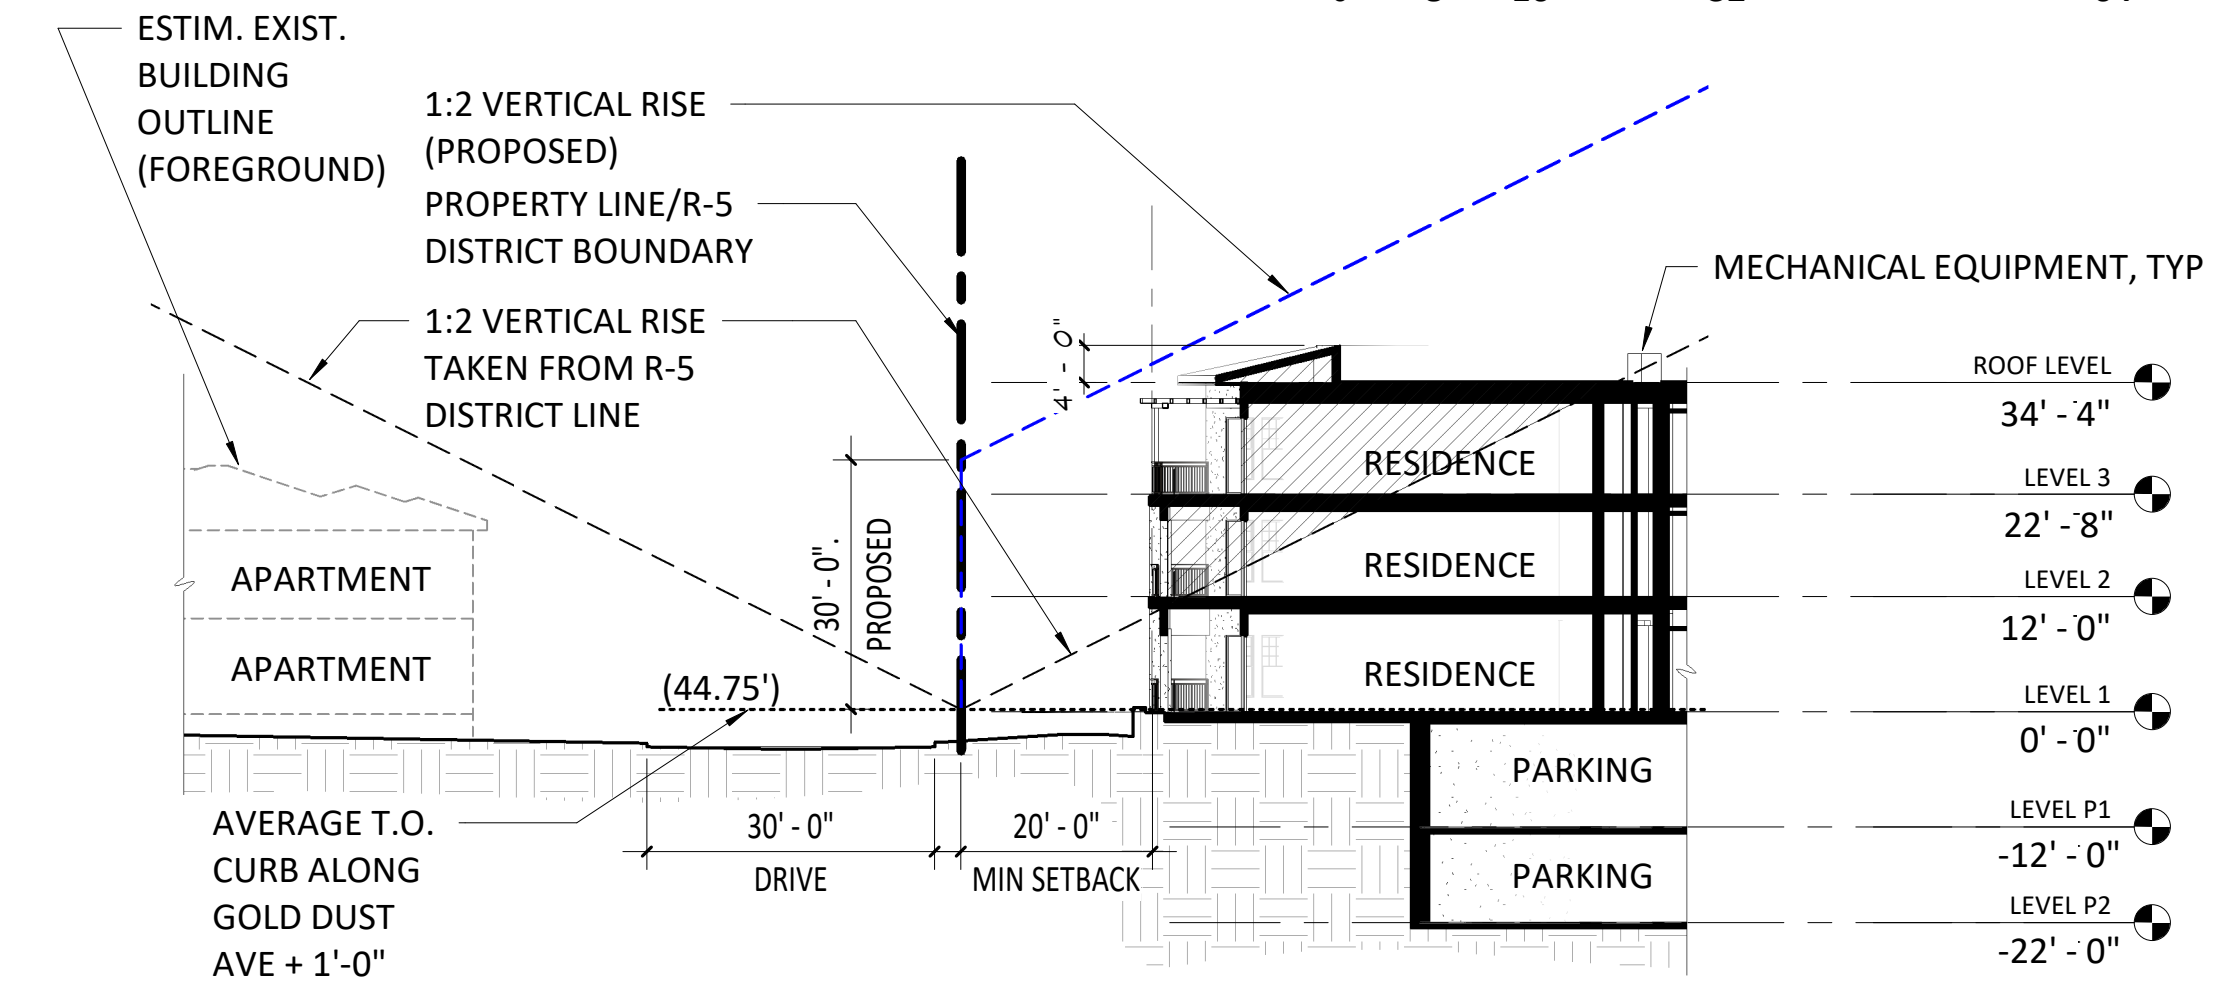 ESTIM. EXIST.
BUILDING
OUTLINE
(FOREGROUND)
1:2 VERTICAL RISE
(PROPOSED)
PROPERTY LINE/R-5
DISTRICT BOUNDARY
1:2 VERTICAL RISE
TAKEN FROM R-5
DISTRICT LINE
MECHANICAL EQUIPMENT, TYP
4' - 0"
ROOF LEVEL
34' - 4"
LEVEL 3
22' - 8"
LEVEL 2
12' - 0"
LEVEL 1
0' - 0"
LEVEL P1
-12' - 0"
LEVEL P2
-22' - 0"
RESIDENCE
RESIDENCE
RESIDENCE
PARKING
PARKING
APARTMENT
APARTMENT
30' - 0".
PROPOSED
(44.75')
AVERAGE T.O.
CURB ALONG
GOLD DUST
AVE + 1'-0"
30' - 0"
DRIVE
20' - 0"
MIN SETBACK